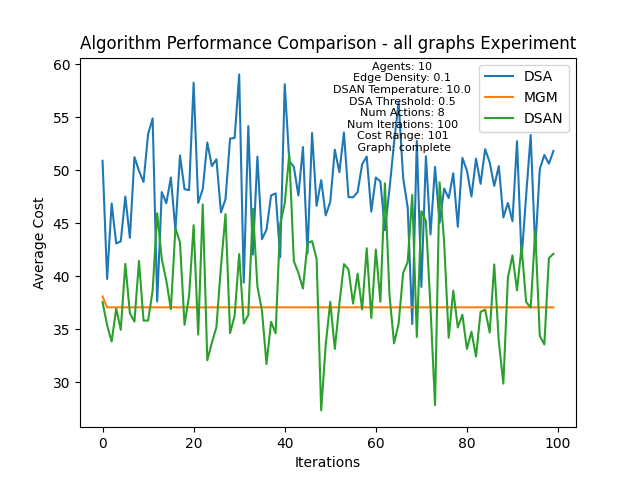 Algorithm Performance Comparison - all graphs Experiment
Agents: 10
Edge Density: 0.1
DSAN Temperature: 10.0
DSA Threshold: 0.5
Num Actions: 8
Num Iterations: 100
Cost Range: 101
Graph: complete
DSA
MGM
DSAN
60
55
50
45
40
35
30
Average Cost
0 20 40 60 80 100
Iterations